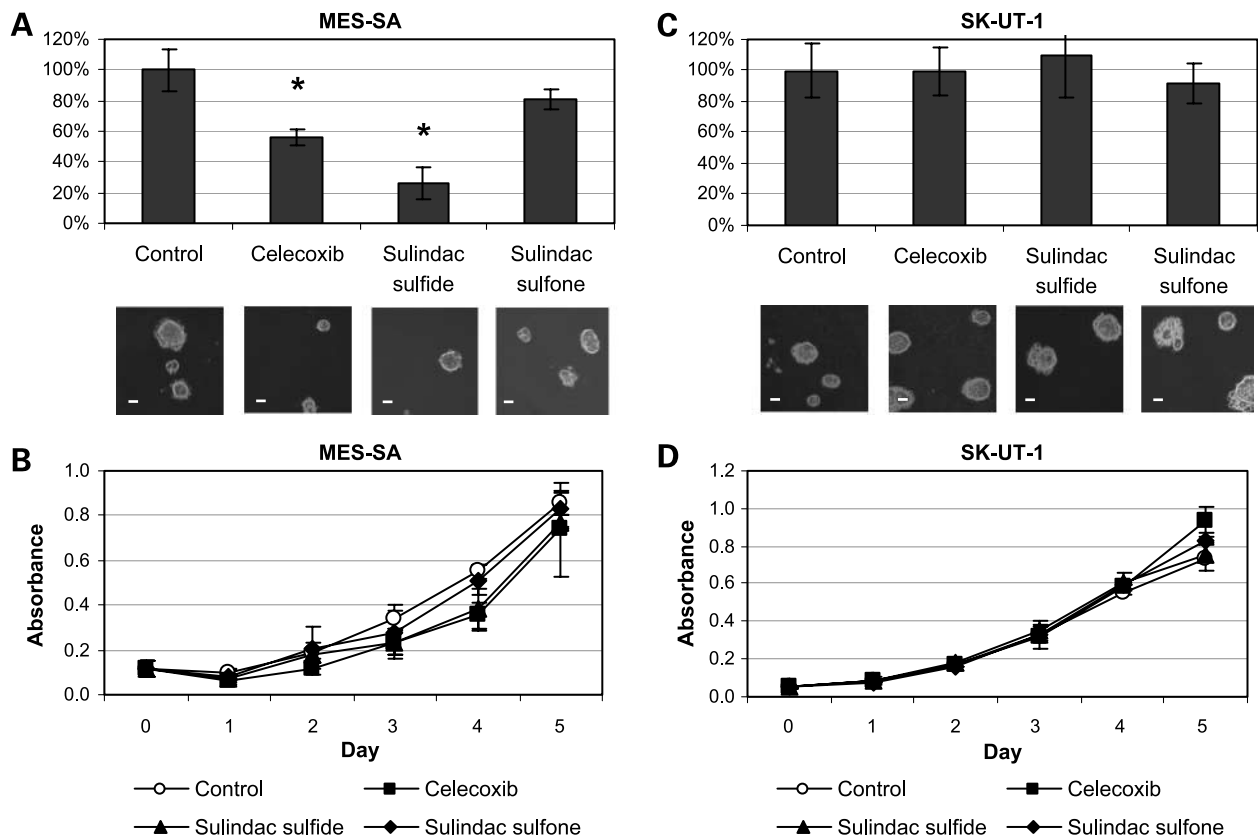 A
MES-SA
120%
100%
80%
60%
40%
20%
0%
*
*
Control
Celecoxib
Sulindac
sulfide
Sulindac
sulfone
B
MES-SA
Absorbance
1.0
0.8
0.6
0.4
0.2
0.0
0 1 2 3 4 5
Day
Control
Celecoxib
Sulindac sulfide
Sulindac sulfone
C
SK-UT-1
120%
100%
80%
60%
40%
20%
0%
Control
Celecoxib
Sulindac
sulfide
Sulindac
sulfone
D
SK-UT-1
Absorbance
1.2
1.0
0.8
0.6
0.4
0.2
0.0
0 1 2 3 4 5
Day
Control
Celecoxib
Sulindac sulfide
Sulindac sulfone